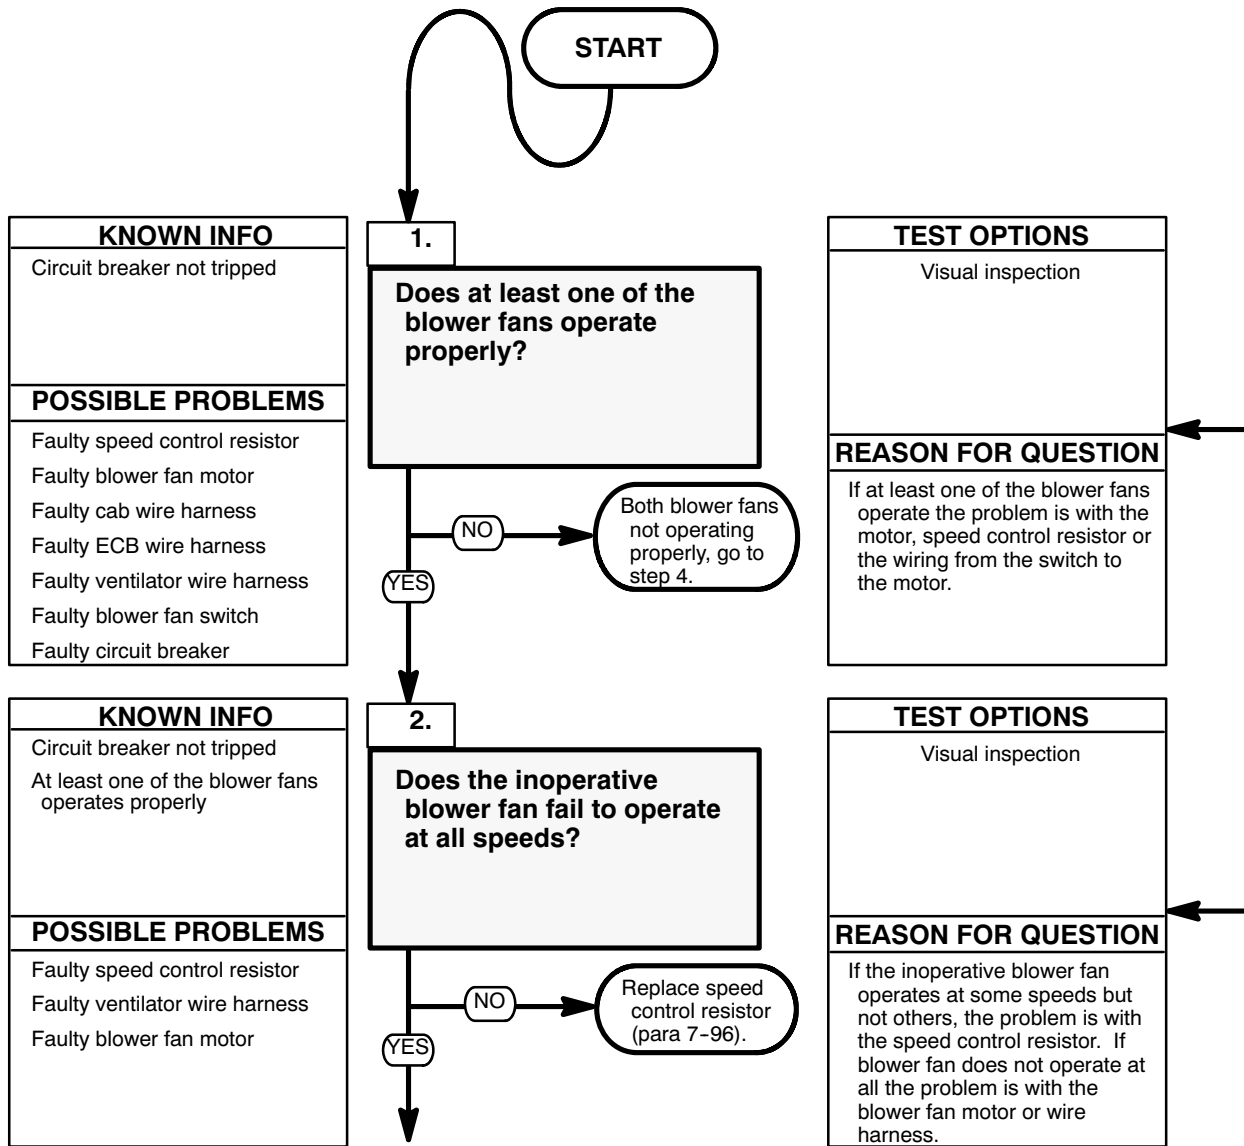 START
KNOWN INFO
Circuit breaker not tripped
POSSIBLE PROBLEMS
Faulty speed control resistor
Faulty blower fan motor
Faulty cab wire harness
Faulty ECB wire harness
Faulty ventilator wire harness
Faulty blower fan switch
Faulty circuit breaker
1.
Does at least one of the
blower fans operate
properly?
NO
Both blower fans
not operating
properly, go to
step 4.
YES
TEST OPTIONS
Visual inspection
REASON FOR QUESTION
If at least one of the blower fans
operate the problem is with the
motor, speed control resistor or
the wiring from the switch to
the motor.
KNOWN INFO
Circuit breaker not tripped
At least one of the blower fans
operates properly
POSSIBLE PROBLEMS
Faulty speed control resistor
Faulty ventilator wire harness
Faulty blower fan motor
2.
Does the inoperative
blower fan fail to operate
at all speeds?
NO
Replace speed
control resistor
(para 7-96).
YES
TEST OPTIONS
Visual inspection
REASON FOR QUESTION
If the inoperative blower fan
operates at some speeds but
not others, the problem is with
the speed control resistor. If
blower fan does not operate at
all the problem is with the
blower fan motor or wire
harness.